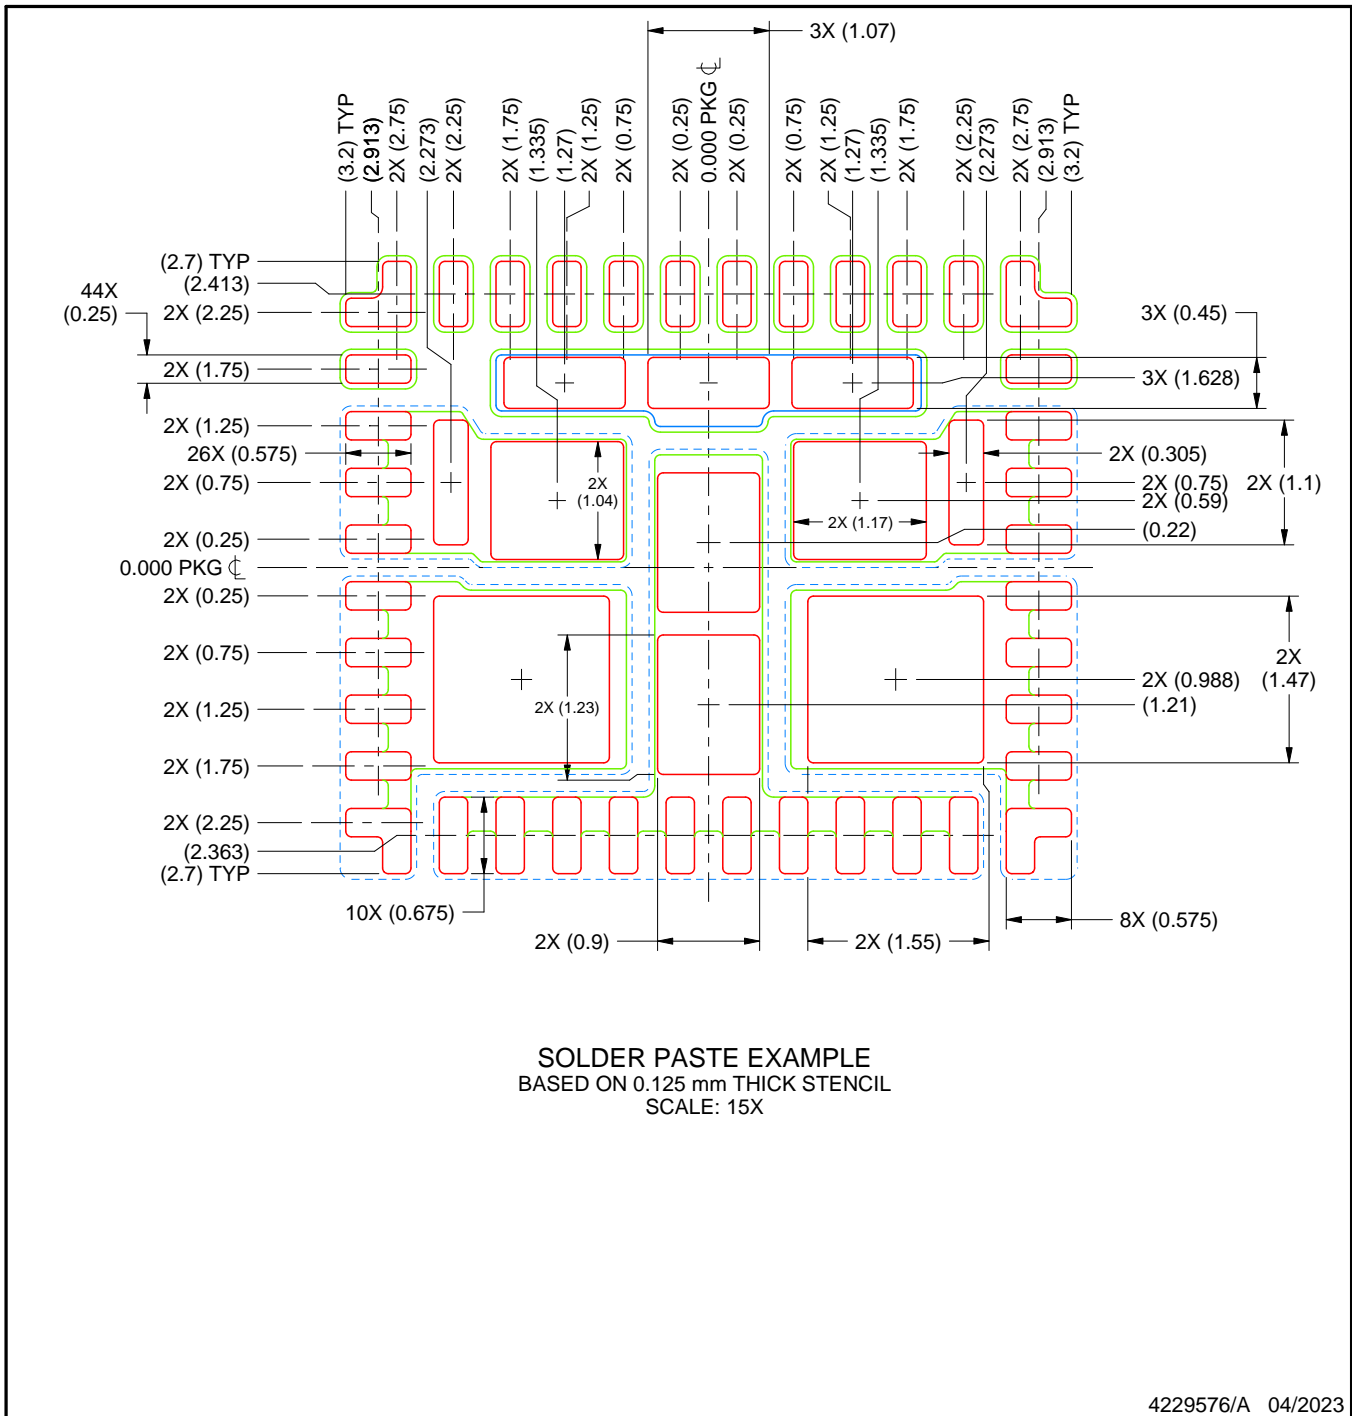 3X (1.07)
(3.2) TYP
(2.913)
2X (2.75)
(2.273)
2X (2.25)
2X (1.75)
(1.335)
(1.27)
2X (1.25)
2X (0.75)
2X (0.25)
0.000 PKG ℄
2X (0.25)
2X (0.75)
2X (1.25)
(1.27)
(1.335)
2X (1.75)
2X (2.25)
(2.273)
2X (2.75)
(2.913)
(3.2) TYP
(2.7) TYP
(2.413)
44X
(0.25)
2X (2.25)
2X (1.75)
2X (1.25)
26X (0.575)
2X (0.75)
2X (0.25)
0.000 PKG ℄
2X (0.25)
2X (0.75)
2X (1.25)
2X (1.75)
2X (2.25)
(2.363)
(2.7) TYP
3X (0.45)
3X (1.628)
2X (0.305)
2X (0.75)
2X (1.1)
2X (0.59)
(0.22)
2X
(1.04)
2X (1.17)
2X (1.23)
2X
(1.47)
2X (0.988)
(1.21)
10X (0.675)
2X (0.9)
2X (1.55)
8X (0.575)
SOLDER PASTE EXAMPLE
BASED ON 0.125 mm THICK STENCIL
SCALE: 15X
4229576/A 04/2023